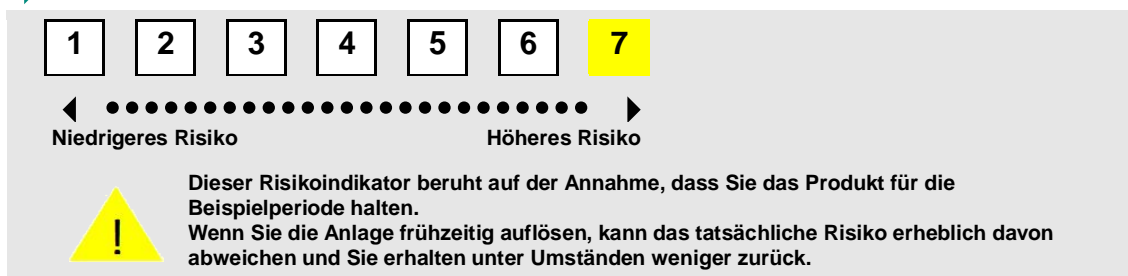 1 2 3 4 5 6 7
Niedrigeres Risiko Höheres Risiko
Dieser Risikoindikator beruht auf der Annahme, dass Sie das Produkt für die
Beispielperiode halten.
!
Wenn Sie die Anlage frühzeitig auflösen, kann das tatsächliche Risiko erheblich davon
abweichen und Sie erhalten unter Umständen weniger zurück.